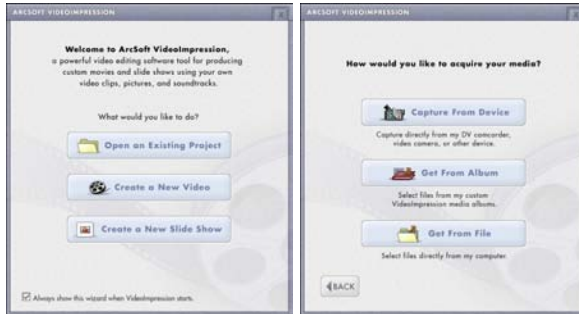 ARCSOFT VIDEOIMPRESSION
Welcome to ArcSoft VideoImpression,
a powerful video editing software tool for producing
custom movies and slide shows using your own
video clips, pictures, and soundtracks.
What would you like to do?
Open an Existing Project
Create a New Video
Create a New Slide Show
Always show this wizard when VideoImpression starts.
ARCSOFT VIDEOIMPRESSION
How would you like to acquire your media?
Capture From Device
Capture directly from my DV camcorder,
video camera, or other device.
Get From Album
Select files from my custom
VideoImpression media albums.
Get From File
Select files directly from my computer.
BACK